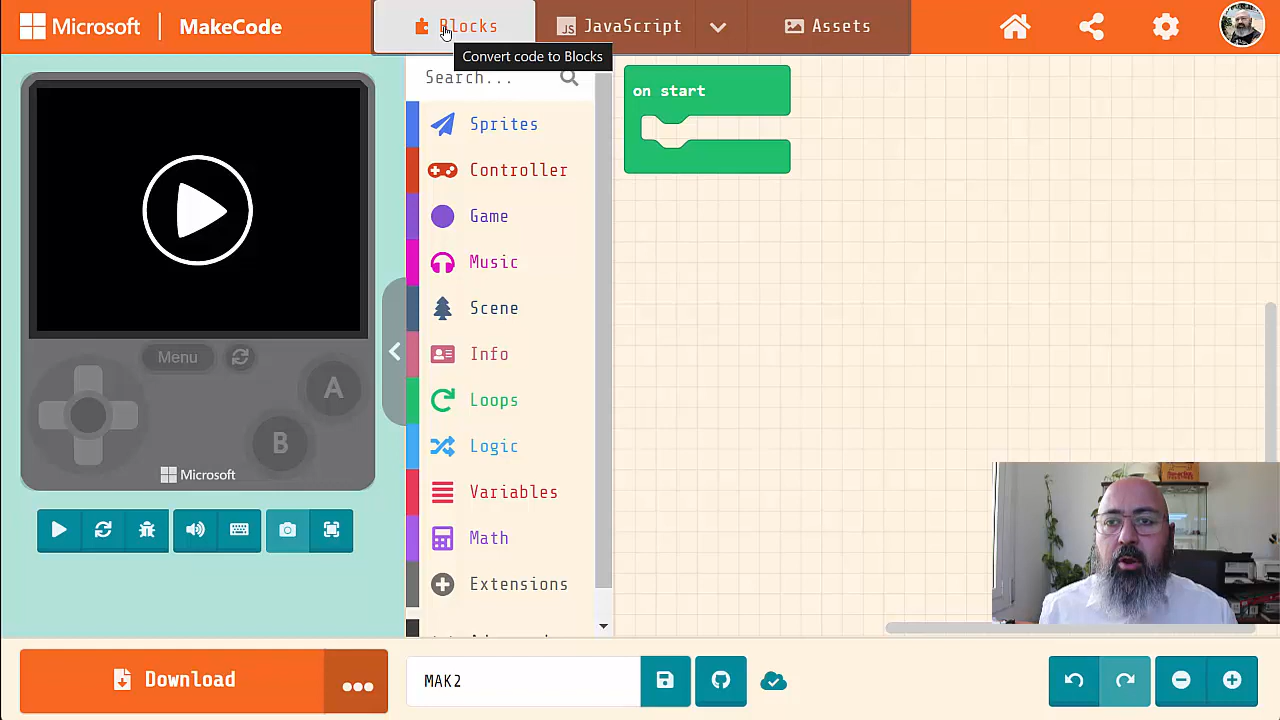 Microsoft
MakeCode
Blocks
JavaScript
Assets
Convert code to Blocks
Search...
on start
Sprites
Controller
Game
Music
Scene
Info
Loops
Logic
Variables
Math
Extensions
Menu
A
B
Microsoft
Download
MAK2